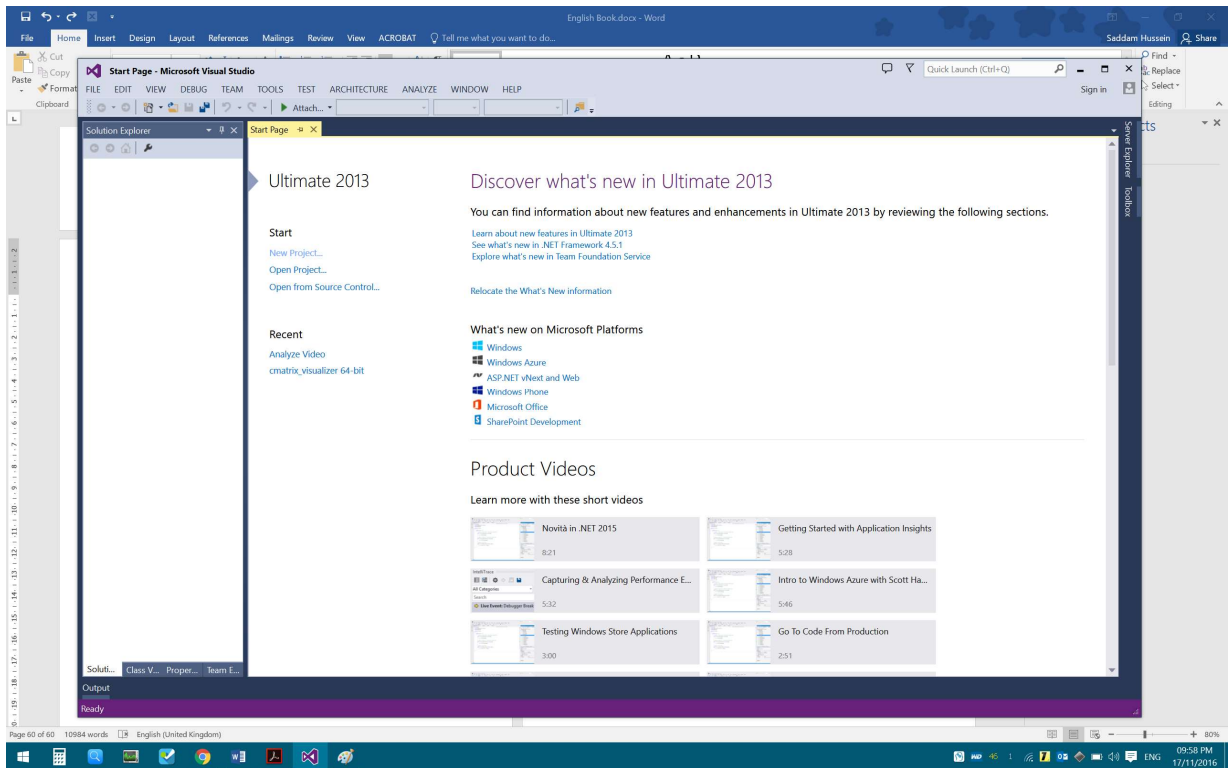 English Book.docx - Word
File Home Insert Design Layout References Mailings Review View ACROBAT Tell me what you want to do... Saddam Hussein Share
Cut
Copy
Format
Paste
Clipboard
Find
Replace
Select
Editing
Start Page - Microsoft Visual Studio
Quick Launch (Ctrl+Q)
FILE EDIT VIEW DEBUG TEAM TOOLS TEST ARCHITECTURE ANALYZE WINDOW HELP
Sign in
Attach...
Solution Explorer
Start Page
Server Explorer
Toolbox
cts
Ultimate 2013
Start
New Project...
Open Project...
Open from Source Control...
Recent
Analyze Video
cmatrix_visualizer 64-bit
Discover what's new in Ultimate 2013
You can find information about new features and enhancements in Ultimate 2013 by reviewing the following sections.
Learn about new features in Ultimate 2013
See what's new in .NET Framework 4.5.1
Explore what's new in Team Foundation Service
Relocate the What's New information
What's new on Microsoft Platforms
Windows
Windows Azure
ASP.NET vNext and Web
Windows Phone
Microsoft Office
SharePoint Development
Product Videos
Learn more with these short videos
Novità in .NET 2015
8:21
Getting Started with Application Insights
5:28
Capturing & Analyzing Performance E...
5:32
Intro to Windows Azure with Scott Ha...
5:46
Testing Windows Store Applications
3:00
Go To Code From Production
2:51
Soluti... Class V... Proper... Team E...
Output
Ready
Page 60 of 60 10984 words English (United Kingdom)
80%
ENG
09:58 PM
17/11/2016